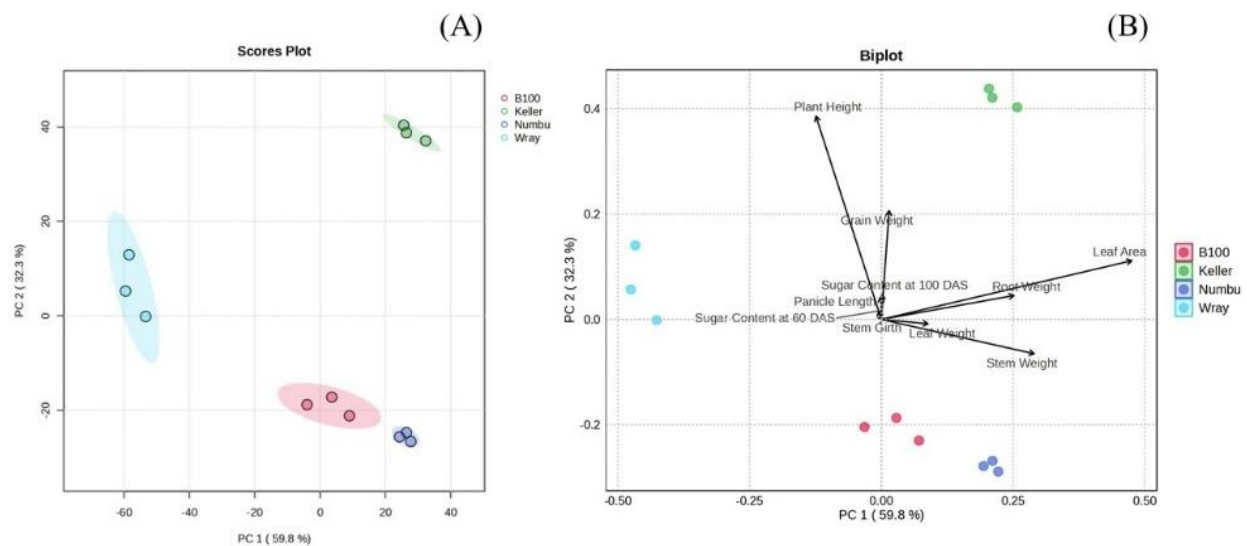 (A)
Scores Plot
PC 2 ( 32.3 %)
40
20
0
-20
-60
-40
-20
0
20
40
PC 1 ( 59.8 %)
B100
Keller
Numbu
Wray
(B)
Biplot
PC 2 ( 32.3 %)
0.4
0.2
0.0
-0.2
-0.50
-0.25
0.00
0.25
0.50
PC 1 ( 59.8 %)
Plant Height
Grain Weight
Leaf Area
Sugar Content at 100 DAS
Root Weight
Panicle Length
Sugar Content at 60 DAS
Stem Girth
Leaf Weight
Stem Weight
B100
Keller
Numbu
Wray